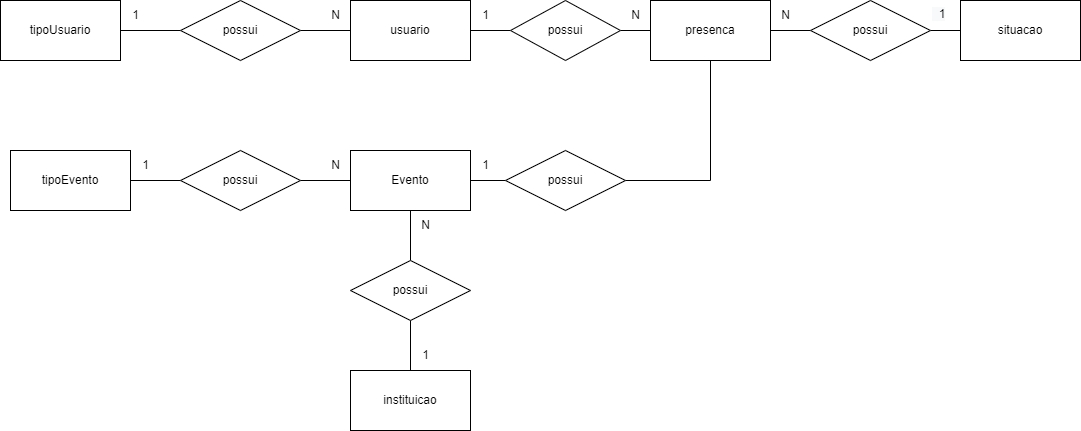 1 N 1 N N 1
tipoUsuario possui usuario possui presenca possui situacao
1 N 1
tipoEvento possui Evento possui
N
possui
1
instituicao